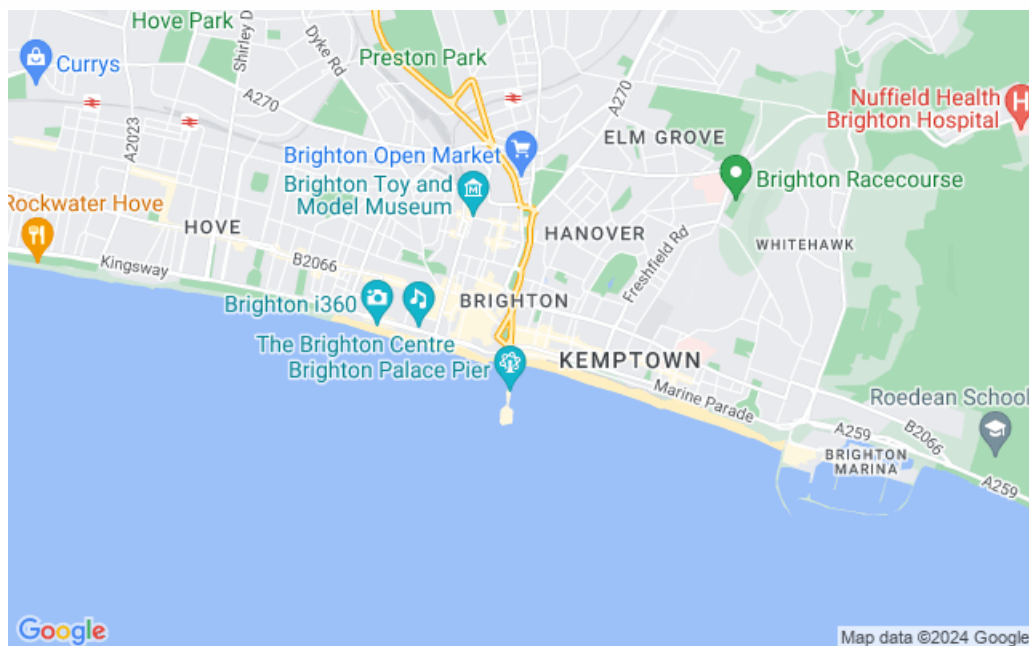 Hove Park
Shirley D
Dyke Rd
Preston Park
Currys
A270
A270
A2023
Nuffield Health
Brighton Hospital
H
ELM GROVE
Brighton Open Market
Brighton Toy and
Model Museum
Brighton Racecourse
Rockwater Hove
HOVE
HANOVER
WHITEHAWK
Kingsway
B2066
Freshfield Rd
Brighton i360
BRIGHTON
The Brighton Centre
Brighton Palace Pier
KEMPTOWN
Marine Parade
Roedean School
A259
B2066
BRIGHTON
MARINA
A259
Google
Map data ©2024 Google